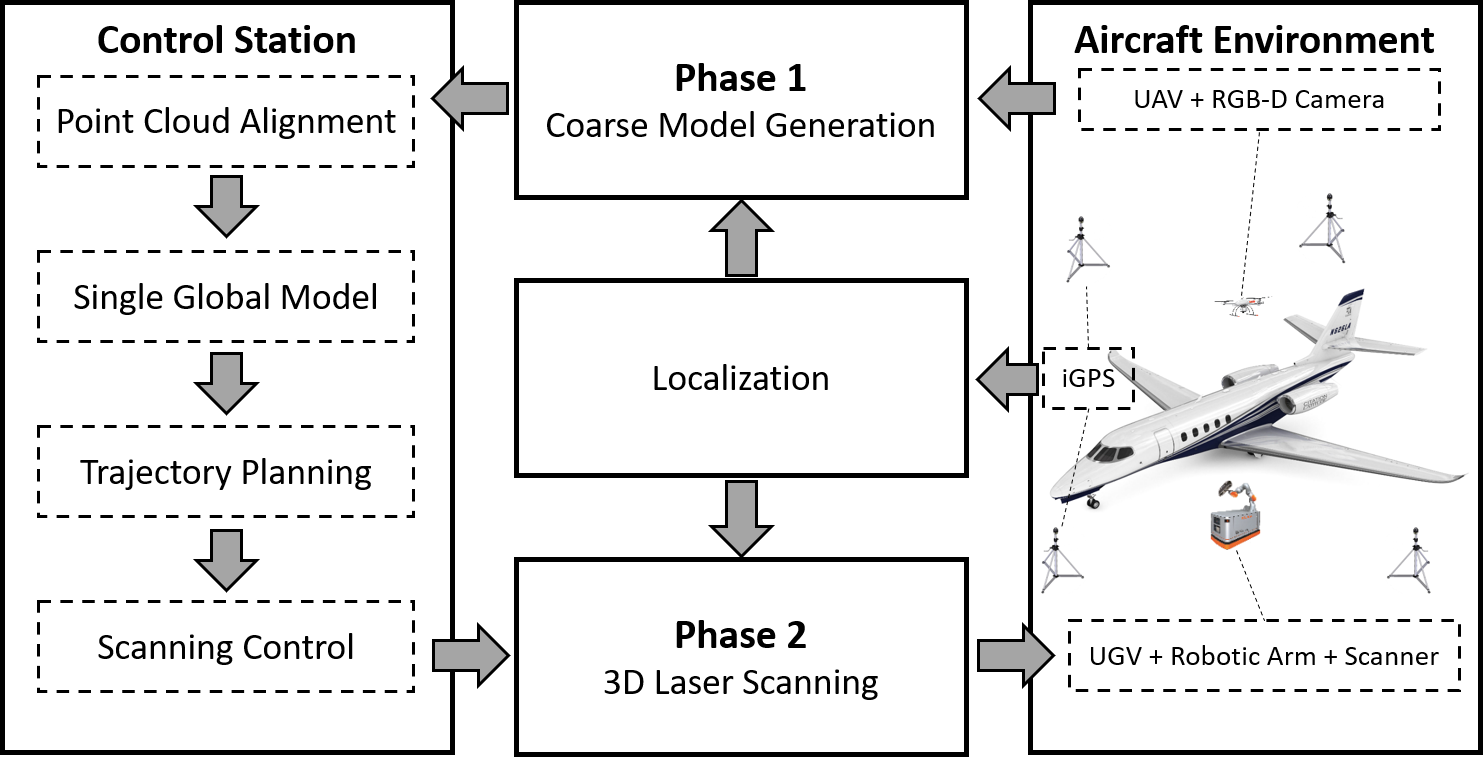 Control Station
Point Cloud Alignment
Single Global Model
Trajectory Planning
Scanning Control
Phase 1
Coarse Model Generation
Localization
Phase 2
3D Laser Scanning
Aircraft Environment
UAV + RGB-D Camera
iGPS
UGV + Robotic Arm + Scanner